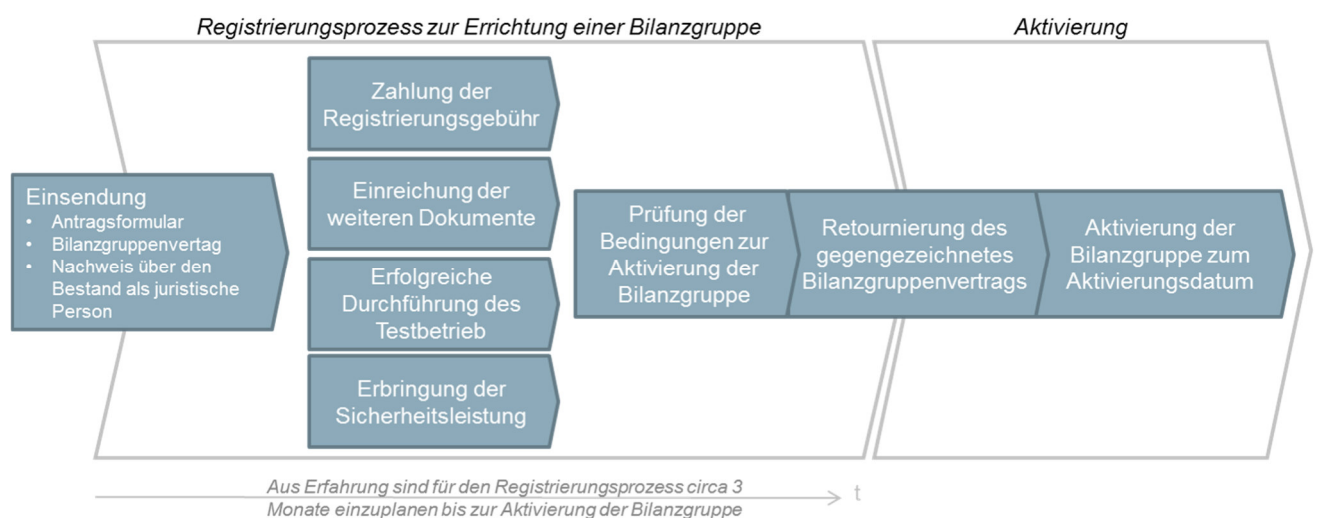 Registrierungsprozess zur Errichtung einer Bilanzgruppe
Aktivierung
Einsendung
• Antragsformular
• Bilanzgruppenvertag
• Nachweis über den
Bestand als juristische
Person
Zahlung der
Registrierungsgebühr
Einreichung der
weiteren Dokumente
Erfolgreiche
Durchführung des
Testbetrieb
Erbringung der
Sicherheitsleistung
Prüfung der
Bedingungen zur
Aktivierung der
Bilanzgruppe
Retournierung des
gegengezeichnetes
Bilanzgruppenvertrags
Aktivierung der
Bilanzgruppe zum
Aktivierungsdatum
Aus Erfahrung sind für den Registrierungsprozess circa 3
Monate einzuplanen bis zur Aktivierung der Bilanzgruppe
t